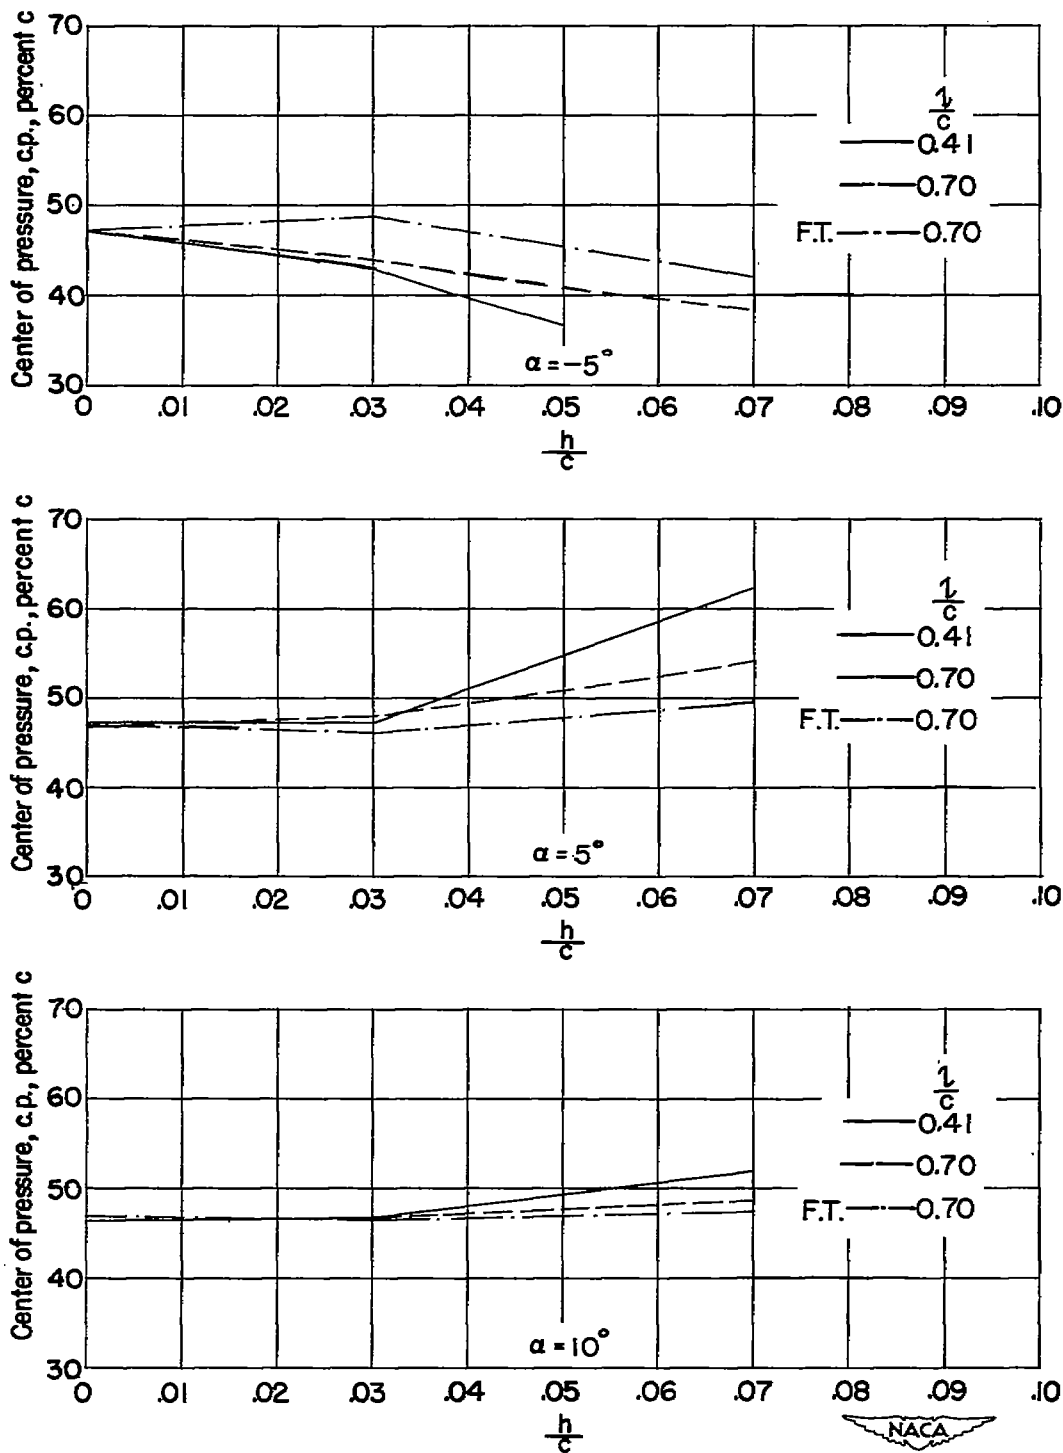 Center of pressure, c.p., percent c
70
60
50
40
30
0 .01 .02 .03 .04 .05 .06 .07 .08 .09 .10
h/c
l/c
0.41
0.70
F.T. 0.70
α = -5°
Center of pressure, c.p., percent c
70
60
50
40
30
0 .01 .02 .03 .04 .05 .06 .07 .08 .09 .10
h/c
l/c
0.41
0.70
F.T. 0.70
α = 5°
Center of pressure, c.p., percent c
70
60
50
40
30
0 .01 .02 .03 .04 .05 .06 .07 .08 .09 .10
h/c
l/c
0.41
0.70
F.T. 0.70
α = 10°
NACA